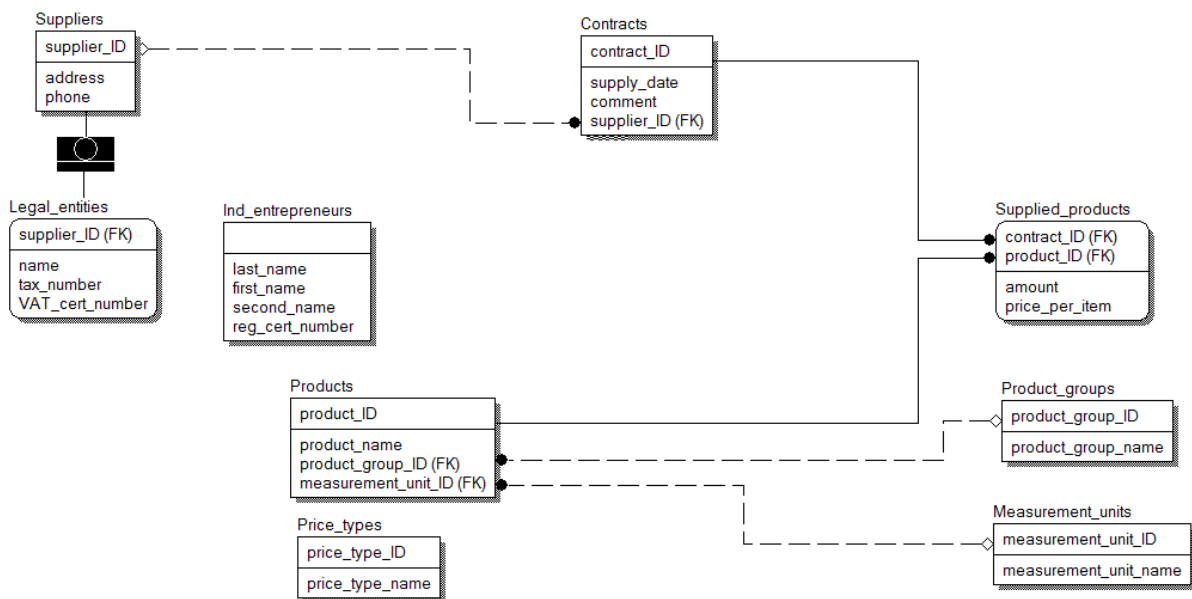 Suppliers
supplier_ID
address
phone
Contracts
contract_ID
supply_date
comment
supplier_ID (FK)
Legal_entities
supplier_ID (FK)
name
tax_number
VAT_cert_number
Ind_entrepreneurs
last_name
first_name
second_name
reg_cert_number
Supplied_products
contract_ID (FK)
product_ID (FK)
amount
price_per_item
Products
product_ID
product_name
product_group_ID (FK)
measurement_unit_ID (FK)
Product_groups
product_group_ID
product_group_name
Price_types
price_type_ID
price_type_name
Measurement_units
measurement_unit_ID
measurement_unit_name